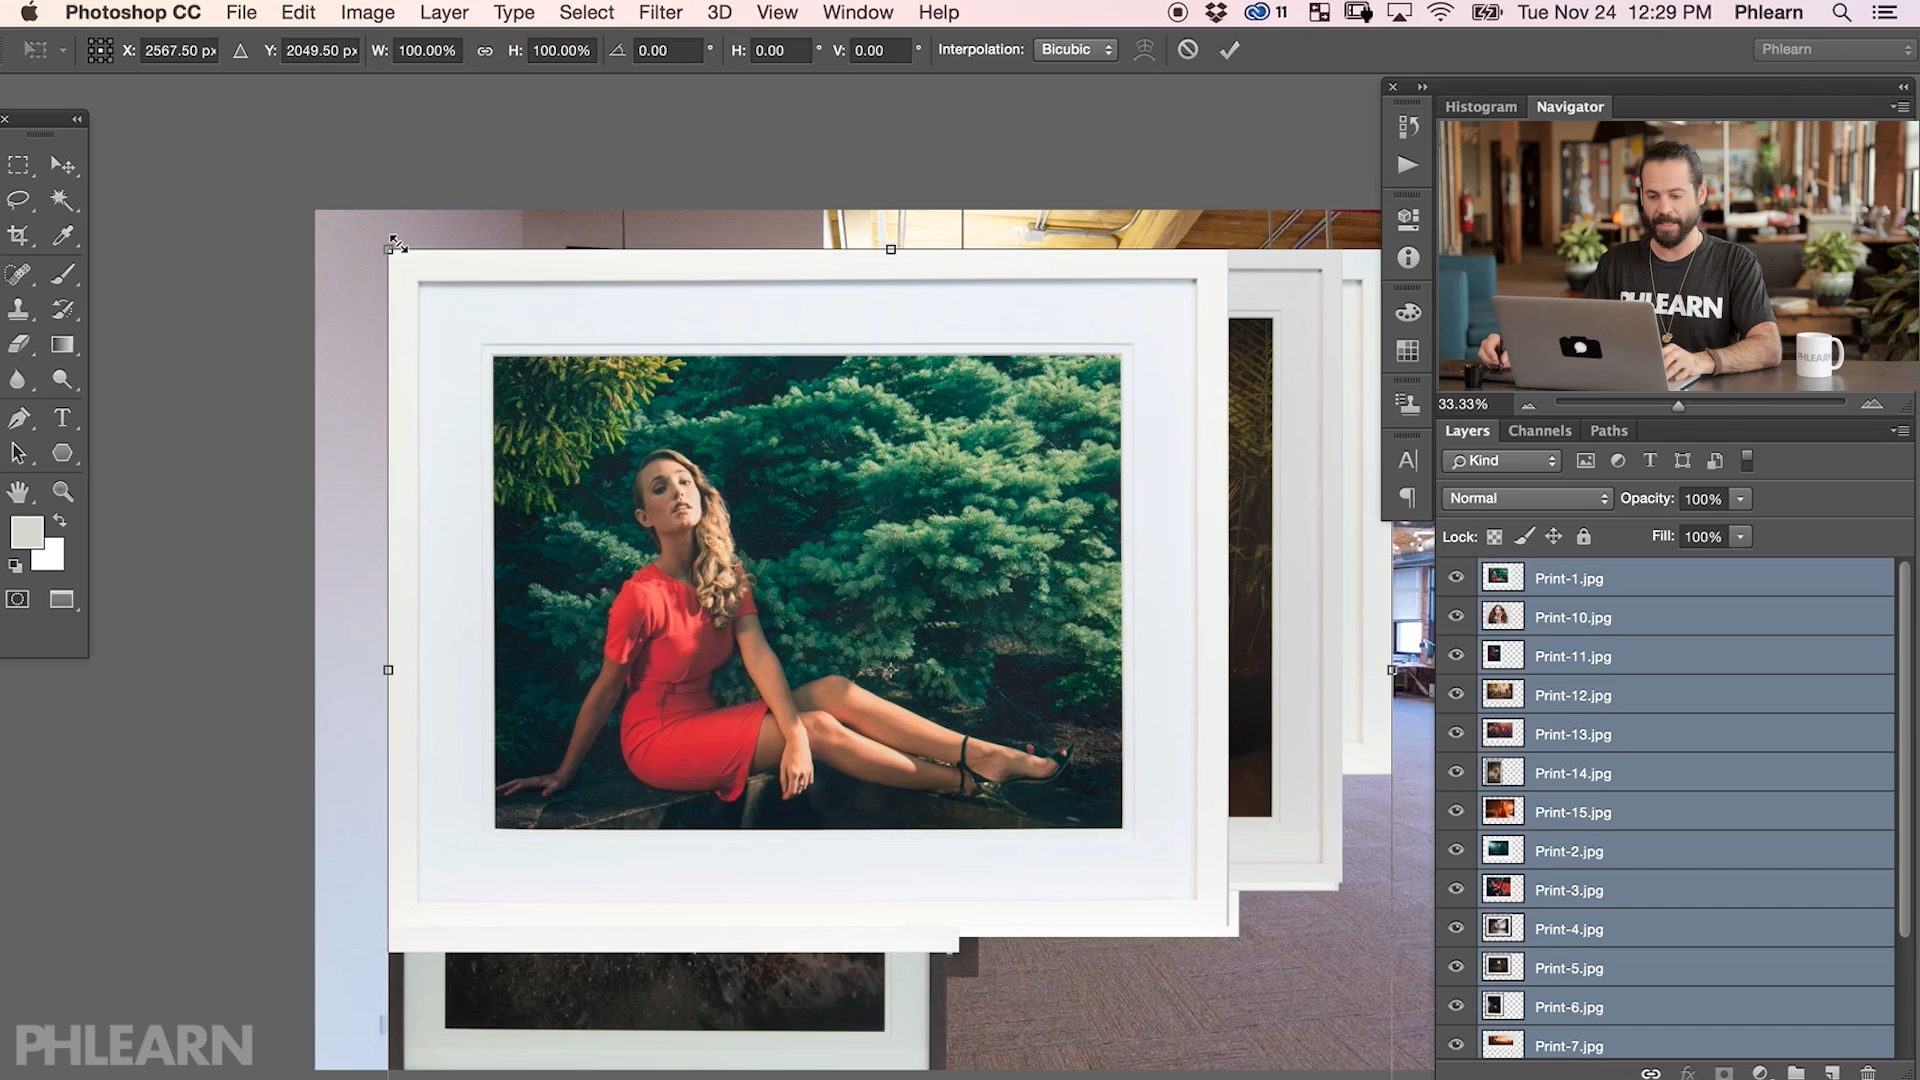 Photoshop CC File Edit Image Layer Type Select Filter 3D View Window Help 11 Tue Nov 24 12:29 PM Phlearn
X: 2567.50 px Y: 2049.50 px W: 100.00% H: 100.00% 0.00 ° H: 0.00 ° V: 0.00 ° Interpolation: Bicubic Phlearn
Histogram Navigator
PHLEARN
PHLEARN
33.33%
Layers Channels Paths
Kind
Normal Opacity: 100%
Lock: Fill: 100%
Print-1.jpg
Print-10.jpg
Print-11.jpg
Print-12.jpg
Print-13.jpg
Print-14.jpg
Print-15.jpg
Print-2.jpg
Print-3.jpg
Print-4.jpg
Print-5.jpg
Print-6.jpg
Print-7.jpg
fx
PHLEARN